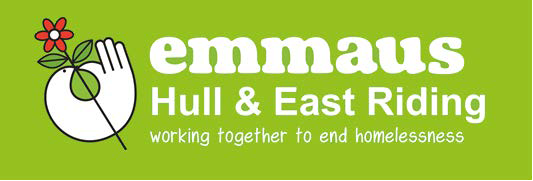 emmaus
Hull & East Riding
working together to end homelessness